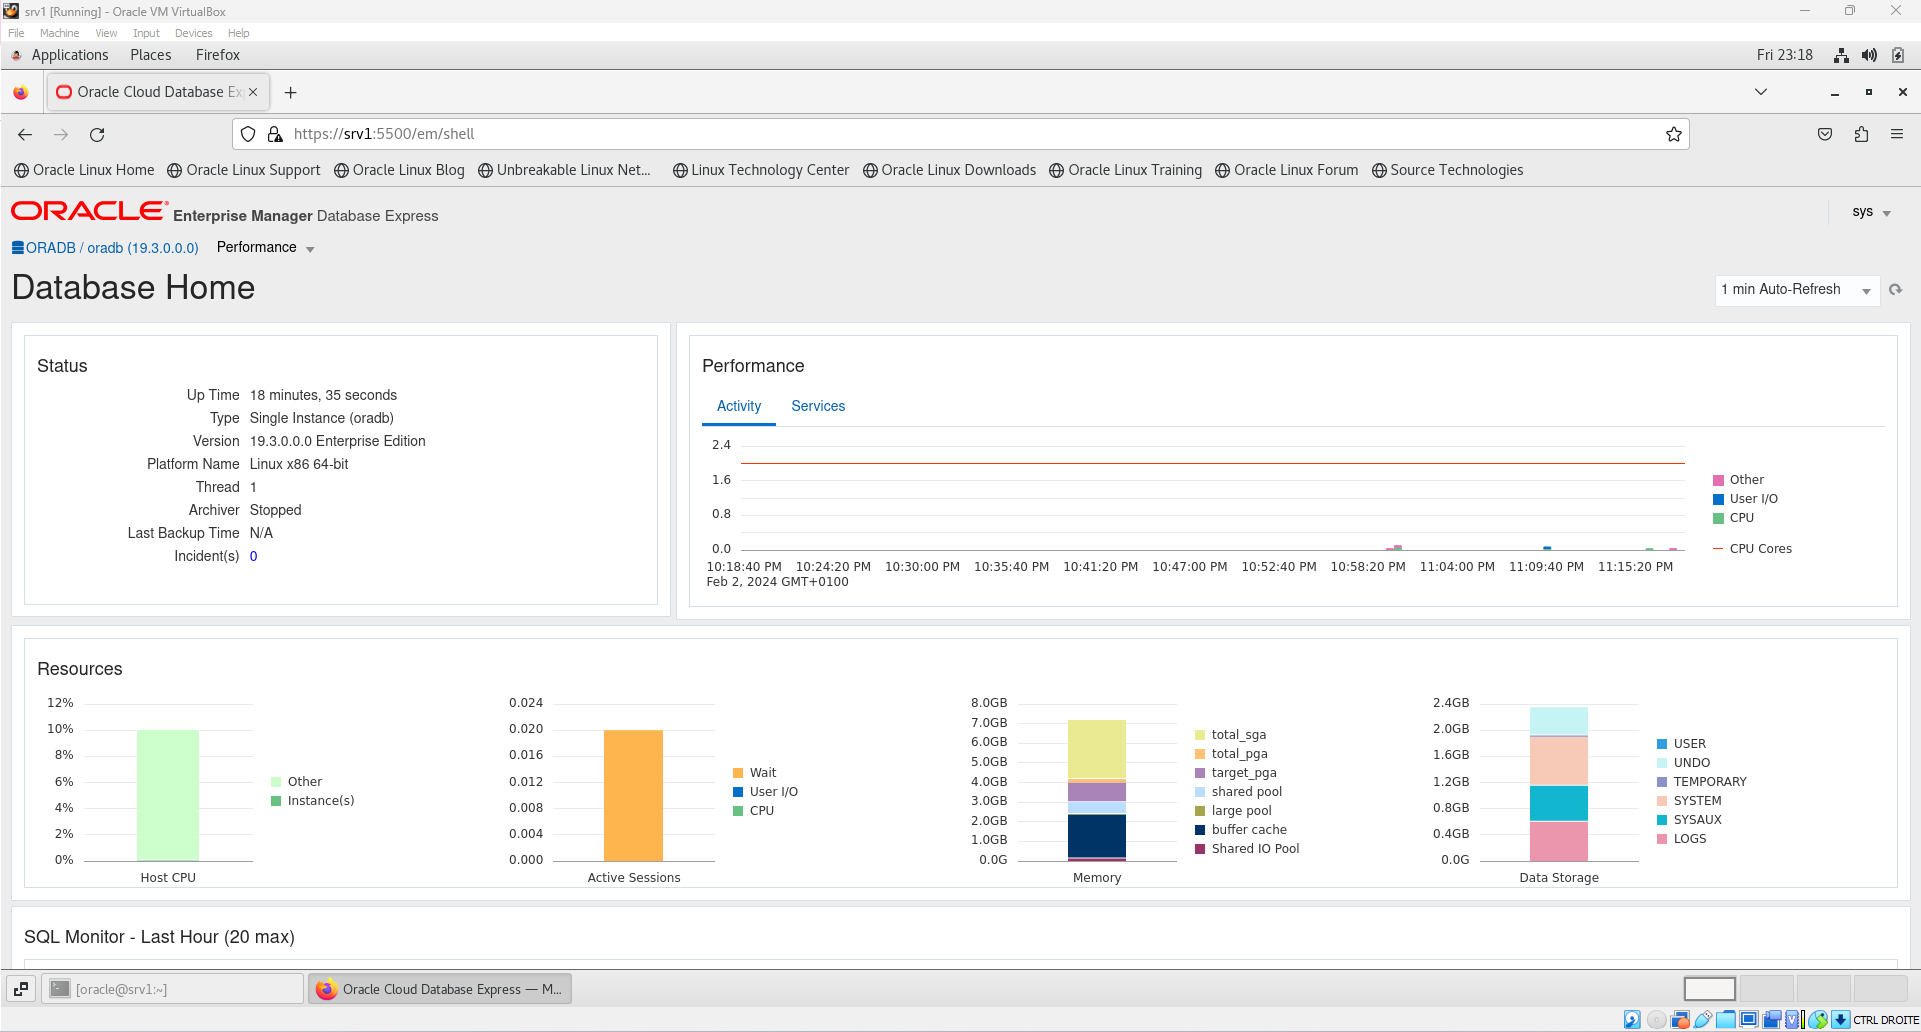 srv1 [Running] - Oracle VM VirtualBox
File Machine View Input Devices Help
Applications Places Firefox
Fri 23:18
Oracle Cloud Database Ex
https://srv1:5500/em/shell
Oracle Linux Home Oracle Linux Support Oracle Linux Blog Unbreakable Linux Net... Linux Technology Center Oracle Linux Downloads Oracle Linux Training Oracle Linux Forum Source Technologies
ORACLE Enterprise Manager Database Express
sys
ORADB / oradb (19.3.0.0.0) Performance
Database Home
1 min Auto-Refresh
Status
Up Time 18 minutes, 35 seconds
Type Single Instance (oradb)
Version 19.3.0.0.0 Enterprise Edition
Platform Name Linux x86 64-bit
Thread 1
Archiver Stopped
Last Backup Time N/A
Incident(s) 0
Performance
Activity Services
2.4
1.6
0.8
0.0
10:18:40 PM 10:24:20 PM 10:30:00 PM 10:35:40 PM 10:41:20 PM 10:47:00 PM 10:52:40 PM 10:58:20 PM 11:04:00 PM 11:09:40 PM 11:15:20 PM
Feb 2, 2024 GMT+0100
Other
User I/O
CPU
CPU Cores
Resources
12%
10%
8%
6%
4%
2%
0%
Host CPU
Other
Instance(s)
0.024
0.020
0.016
0.012
0.008
0.004
0.000
Active Sessions
Wait
User I/O
CPU
8.0GB
7.0GB
6.0GB
5.0GB
4.0GB
3.0GB
2.0GB
1.0GB
0.0G
Memory
total_sga
total_pga
target_pga
shared pool
large pool
buffer cache
Shared IO Pool
2.4GB
2.0GB
1.6GB
1.2GB
0.8GB
0.4GB
0.0G
Data Storage
USER
UNDO
TEMPORARY
SYSTEM
SYSAUX
LOGS
SQL Monitor - Last Hour (20 max)
[oracle@srv1:~]
Oracle Cloud Database Express — M...
CTRL DROITE